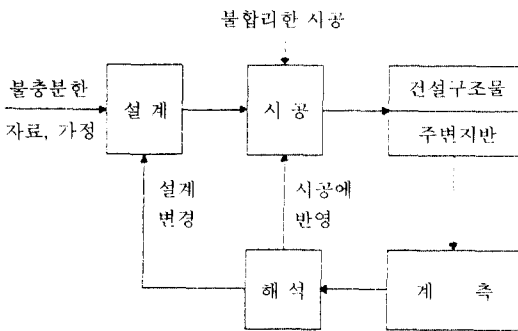 불합리한 시공
불충분한
자료, 가정
설 계
시 공
건설구조물
주변지반
설계
변경
시공에
반영
해 석
계 측